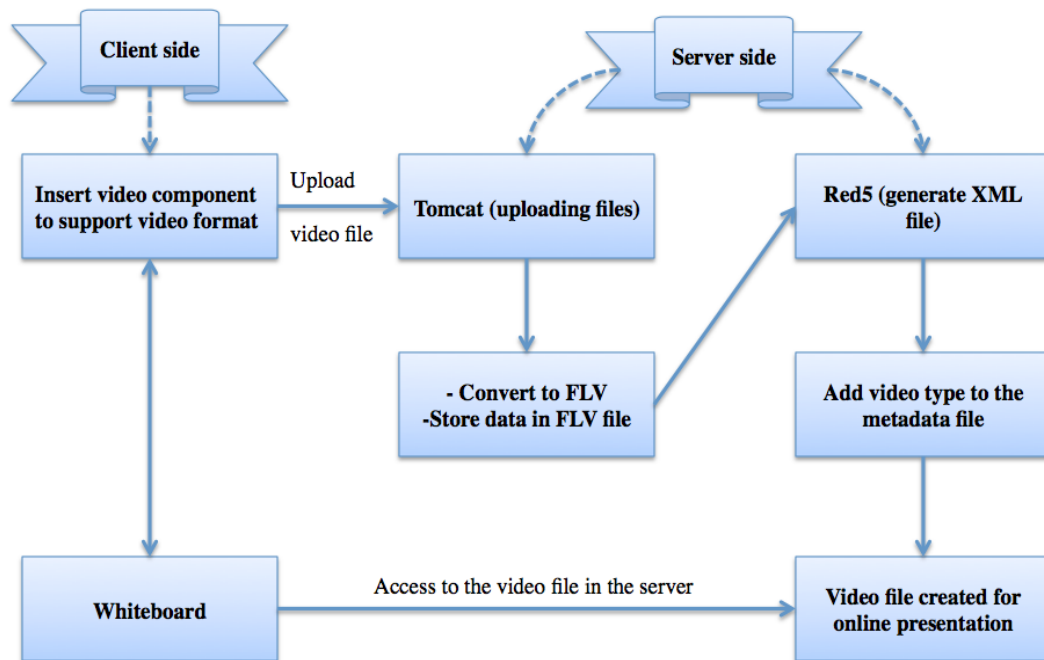 Client side
Server side
Insert video component
to support video format
Upload
video file
Tomcat (uploading files)
Red5 (generate XML
file)
- Convert to FLV
-Store data in FLV file
Add video type to the
metadata file
Whiteboard
Access to the video file in the server
Video file created for
online presentation